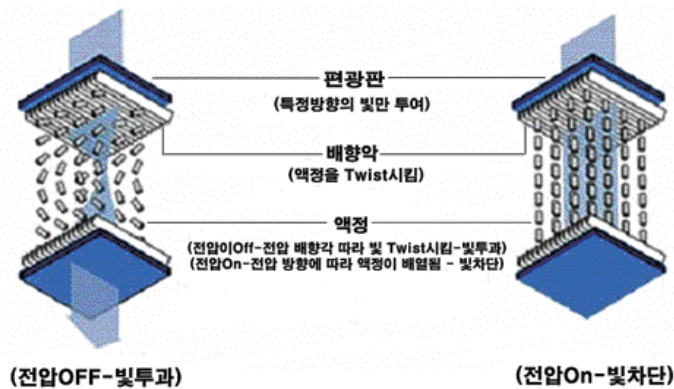 편광판
(특정방향의 빛만 투여)
배향악
(액정을 Twist시킴)
액정
(전압이Off-전압 배향각 따라 빛 Twist시킴-빛투과)
(전압On-전압 방향에 따라 액정이 배열됨 - 빛차단)
(전압OFF-빛투과)
(전압On-빛차단)